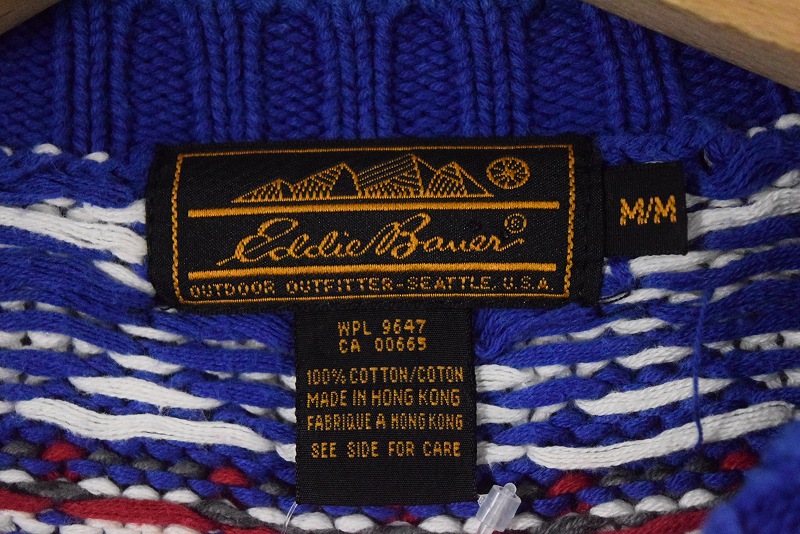 Eddie Bauer ©
OUTDOOR OUTFITTER-SEATTLE, U.S.A.
M/M
WPL 9647
CA 00665
100% COTTON/COTON
MADE IN HONG KONG
FABRIQUE A HONG KONG
SEE SIDE FOR CARE